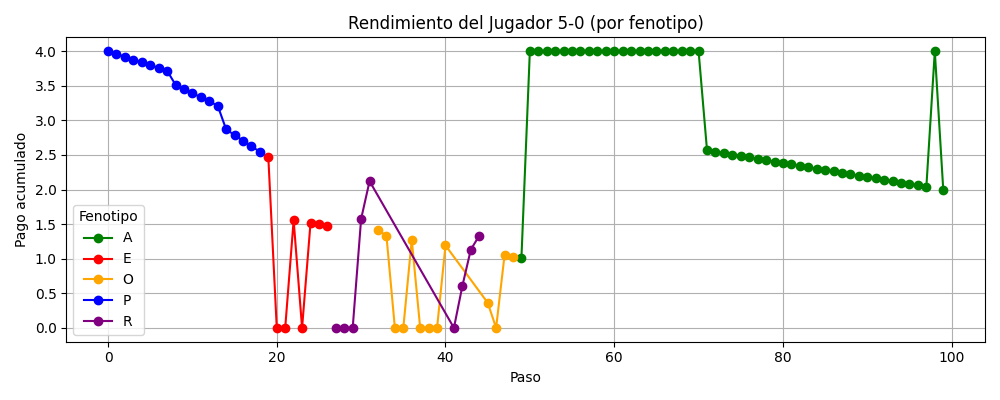 Rendimiento del Jugador 5-0 (por fenotipo)
Pago acumulado
4.0
3.5
3.0
2.5
2.0
1.5
1.0
0.5
0.0
Fenotipo
A
E
O
P
R
0
20
40
60
80
100
Paso